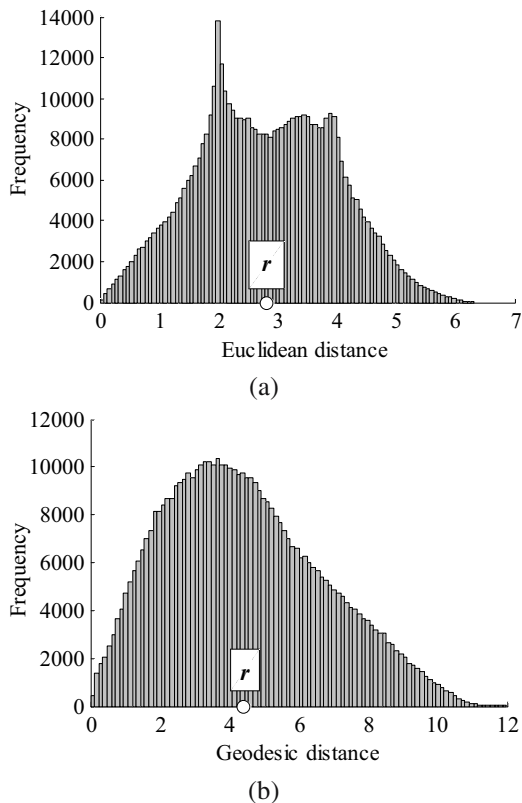 14000
12000
10000
8000
6000
4000
2000
0
Frequency
r
0 1 2 3 4 5 6 7
Euclidean distance
(a)
12000
10000
8000
6000
4000
2000
0
Frequency
r
0 2 4 6 8 10 12
Geodesic distance
(b)